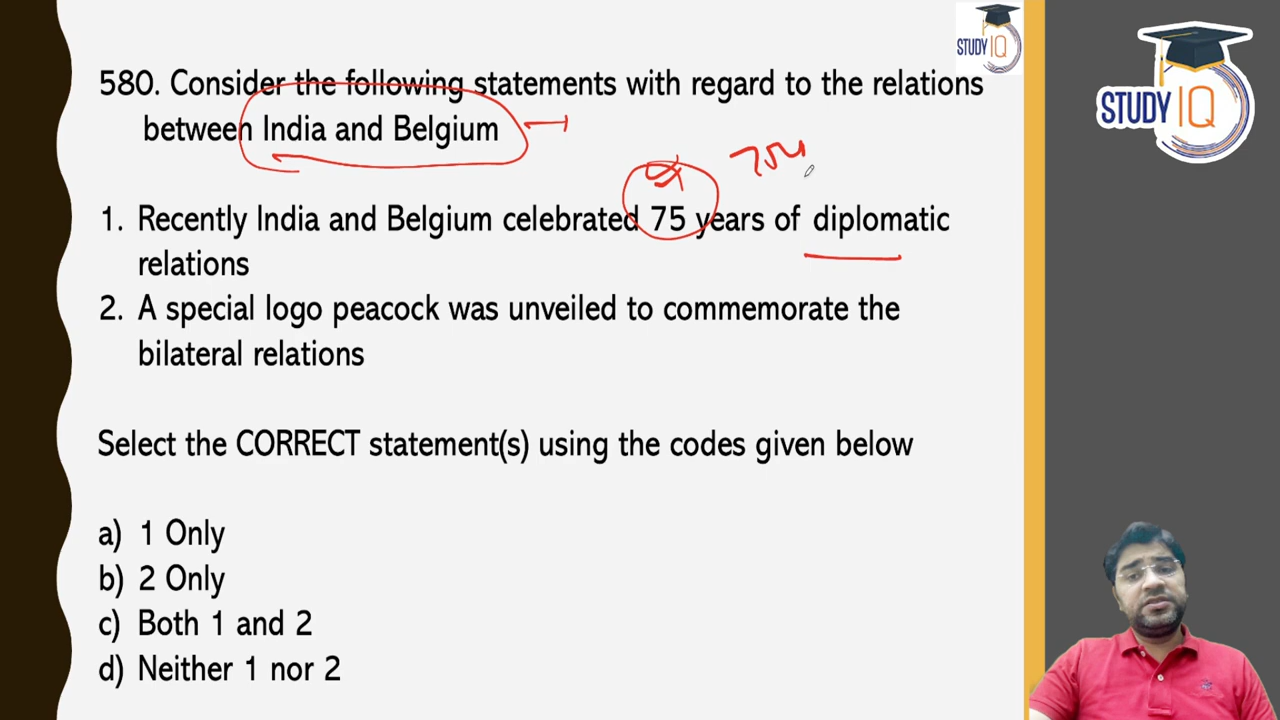 STUDY IQ
STUDY IQ
580. Consider the following statements with regard to the relations
between India and Belgium
1. Recently India and Belgium celebrated 75 years of diplomatic
relations
2. A special logo peacock was unveiled to commemorate the
bilateral relations
Select the CORRECT statement(s) using the codes given below
a) 1 Only
b) 2 Only
c) Both 1 and 2
d) Neither 1 nor 2